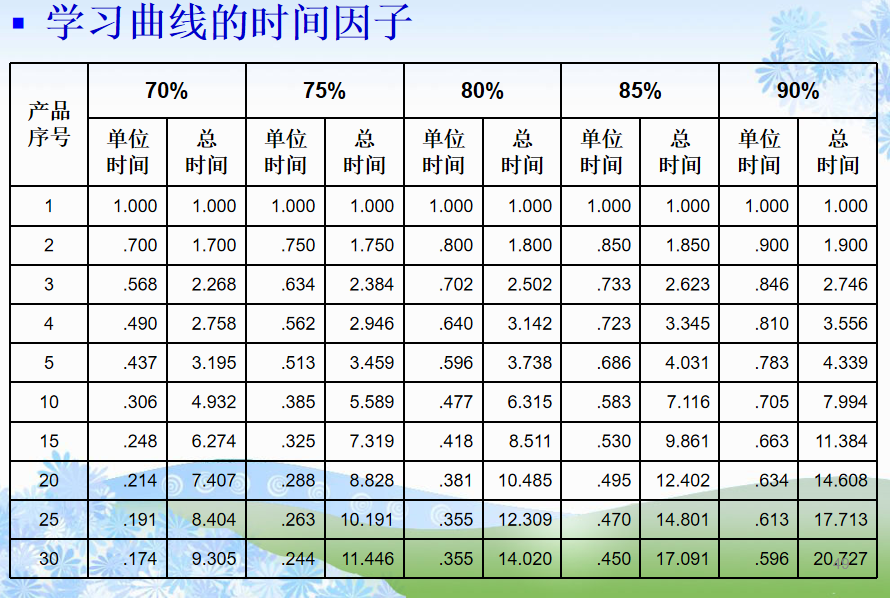 学习曲线的时间因子
产品序号 70% 75% 80% 85% 90%
单位时间 总时间 单位时间 总时间 单位时间 总时间 单位时间 总时间 单位时间 总时间
1 1.000 1.000 1.000 1.000 1.000 1.000 1.000 1.000 1.000 1.000
2 .700 1.700 .750 1.750 .800 1.800 .850 1.850 .900 1.900
3 .568 2.268 .634 2.384 .702 2.502 .733 2.623 .846 2.746
4 .490 2.758 .562 2.946 .640 3.142 .723 3.345 .810 3.556
5 .437 3.195 .513 3.459 .596 3.738 .686 4.031 .783 4.339
10 .306 4.932 .385 5.589 .477 6.315 .583 7.116 .705 7.994
15 .248 6.274 .325 7.319 .418 8.511 .530 9.861 .663 11.384
20 .214 7.407 .288 8.828 .381 10.485 .495 12.402 .634 14.608
25 .191 8.404 .263 10.191 .355 12.309 .470 14.801 .613 17.713
30 .174 9.305 .244 11.446 .355 14.020 .450 17.091 .596 20.727